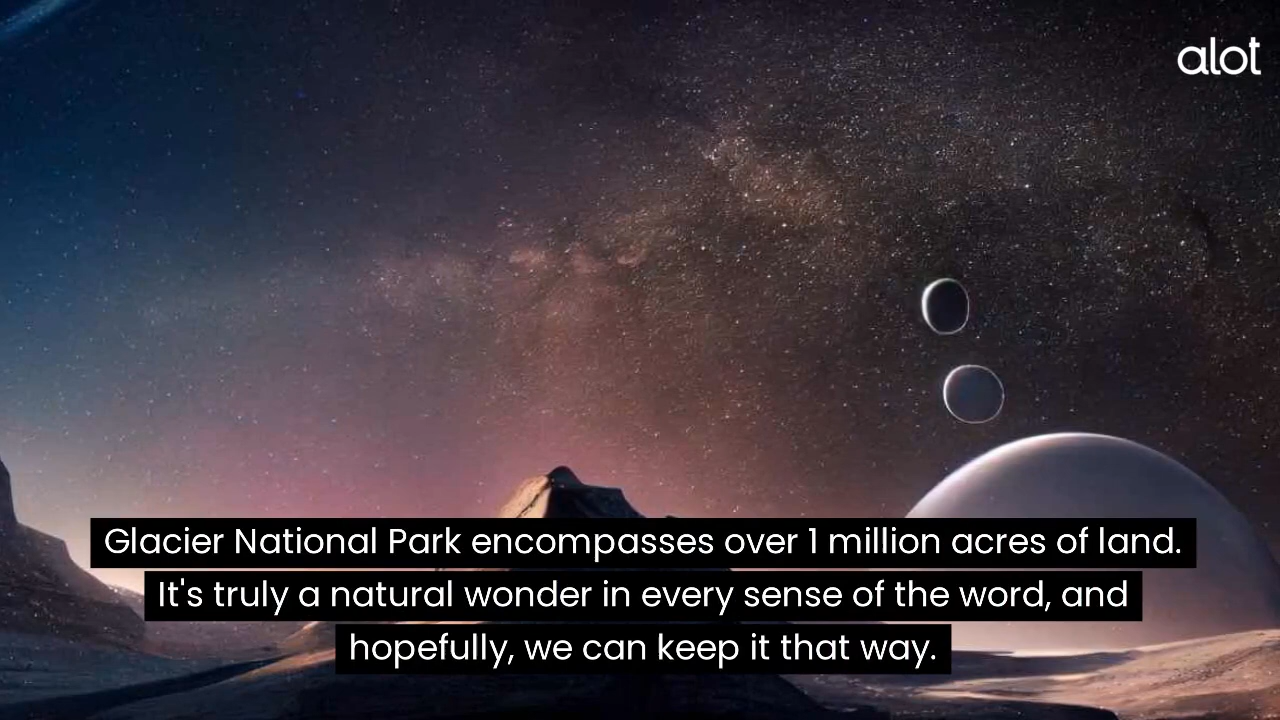 alot
Glacier National Park encompasses over 1 million acres of land.
It's truly a natural wonder in every sense of the word, and
hopefully, we can keep it that way.